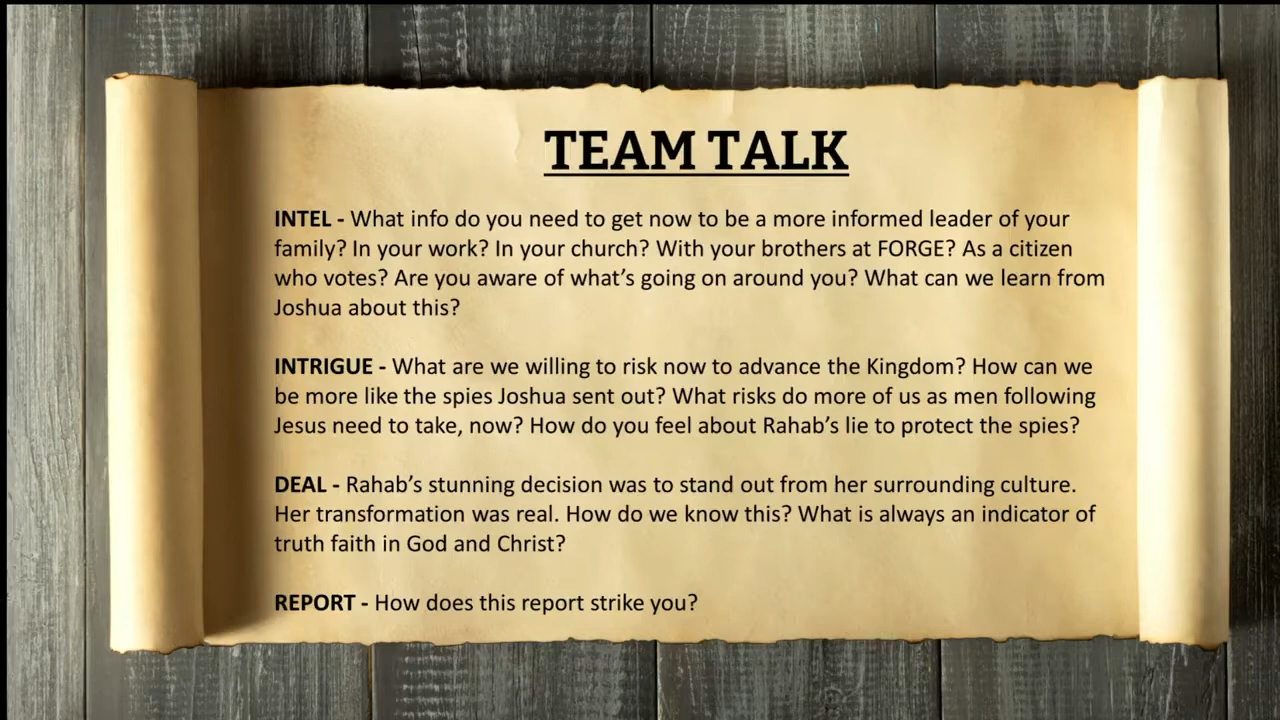 TEAM TALK
INTEL - What info do you need to get now to be a more informed leader of your
family? In your work? In your church? With your brothers at FORGE? As a citizen
who votes? Are you aware of what’s going on around you? What can we learn from
Joshua about this?
INTRIGUE - What are we willing to risk now to advance the Kingdom? How can we
be more like the spies Joshua sent out? What risks do more of us as men following
Jesus need to take, now? How do you feel about Rahab’s lie to protect the spies?
DEAL - Rahab’s stunning decision was to stand out from her surrounding culture.
Her transformation was real. How do we know this? What is always an indicator of
truth faith in God and Christ?
REPORT - How does this report strike you?